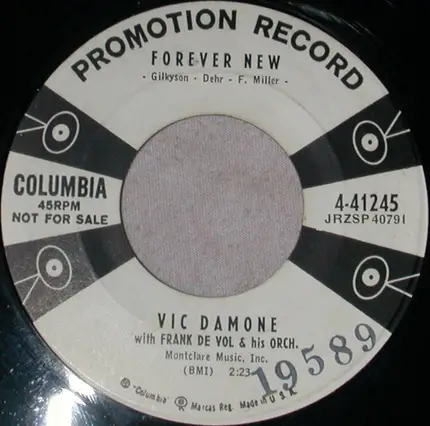 PROMOTION RECORD
FOREVER NEW
- Gilkyson - Dehr - F. Miller -
COLUMBIA
45RPM
NOT FOR SALE
4-41245
JRZSP 40791
VIC DAMONE
with FRANK DE VOL & his ORCH.
Montclare Music, Inc.
(BMI) 2:23
19589
® "Columbia" ® Marcas Reg. Made in U.S.A.